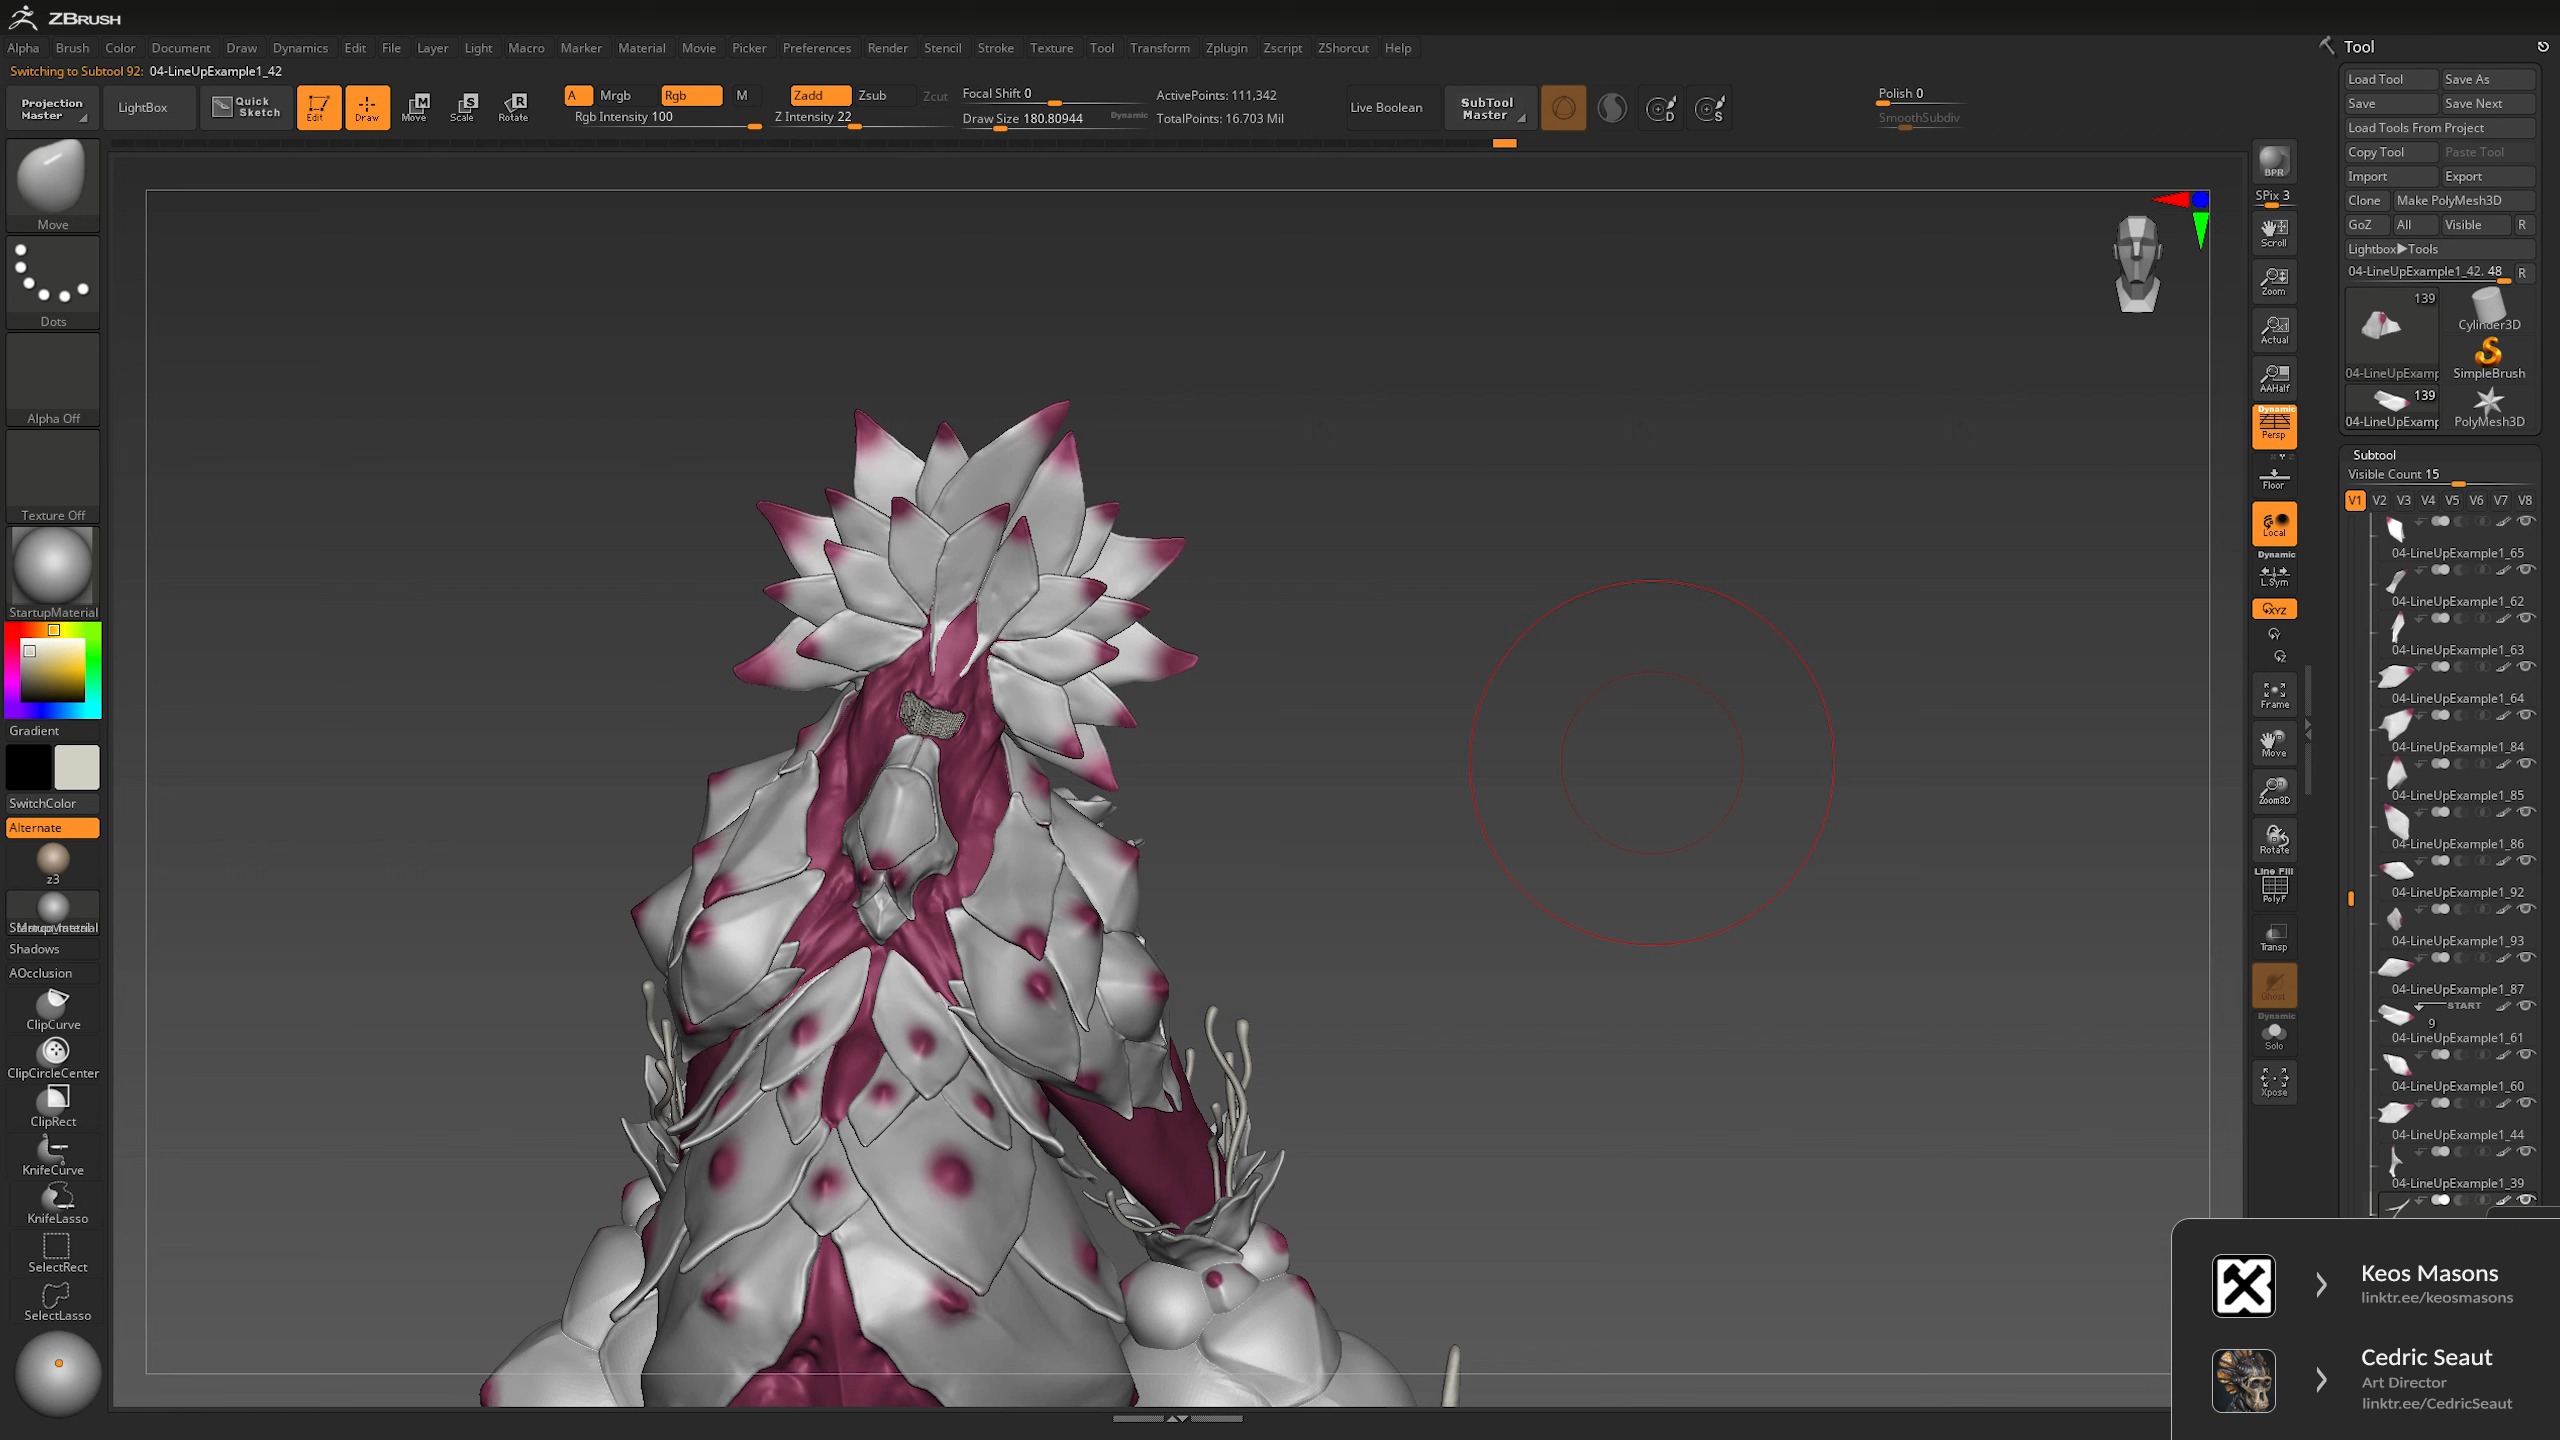 ZBRUSH
Alpha Brush Color Document Draw Dynamics Edit File Layer Light Macro Marker Material Movie Picker Preferences Render Stencil Stroke Texture Tool Transform Zplugin Zscript ZShorcut Help
Switching to Subtool 92: 04-LineUpExample1_42
Projection Master
LightBox
Quick Sketch
Edit
Draw
Move
Scale
Rotate
A Mrgb Rgb M
Rgb Intensity 100
Zadd Zsub Zcut
Z Intensity 22
Focal Shift 0
Draw Size 180.80944 Dynamic
ActivePoints: 111,342
TotalPoints: 16.703 Mil
Live Boolean
SubTool Master
Polish 0
SmoothSubdiv
Move
Dots
Alpha Off
Texture Off
StartupMaterial
Gradient
SwitchColor
Alternate
z3
Shadows
AOcclusion
ClipCurve
ClipCircleCenter
ClipRect
KnifeCurve
KnifeLasso
SelectRect
SelectLasso
BPR
SPix 3
Scroll
Zoom
Actual
AAHalf
Dynamic
Persp
Floor
Local
Dynamic
L.Sym
XYZ
Frame
Move
Zoom3D
Rotate
Line Fill
PolyF
Transp
Ghost
Dynamic
Solo
Xpose
Tool
Load Tool Save As
Save Save Next
Load Tools From Project
Copy Tool Paste Tool
Import Export
Clone Make PolyMesh3D
GoZ All Visible R
Lightbox▶Tools
04-LineUpExample1_42. 48 R
139
Cylinder3D
04-LineUpExamp SimpleBrush
139
04-LineUpExamp PolyMesh3D
Subtool
Visible Count 15
V1 V2 V3 V4 V5 V6 V7 V8
04-LineUpExample1_65
04-LineUpExample1_62
04-LineUpExample1_63
04-LineUpExample1_64
04-LineUpExample1_84
04-LineUpExample1_85
04-LineUpExample1_86
04-LineUpExample1_92
04-LineUpExample1_93
04-LineUpExample1_87
START
9
04-LineUpExample1_61
04-LineUpExample1_60
04-LineUpExample1_44
04-LineUpExample1_39
Keos Masons
linktr.ee/keosmasons
Cedric Seaut
Art Director
linktr.ee/CedricSeaut